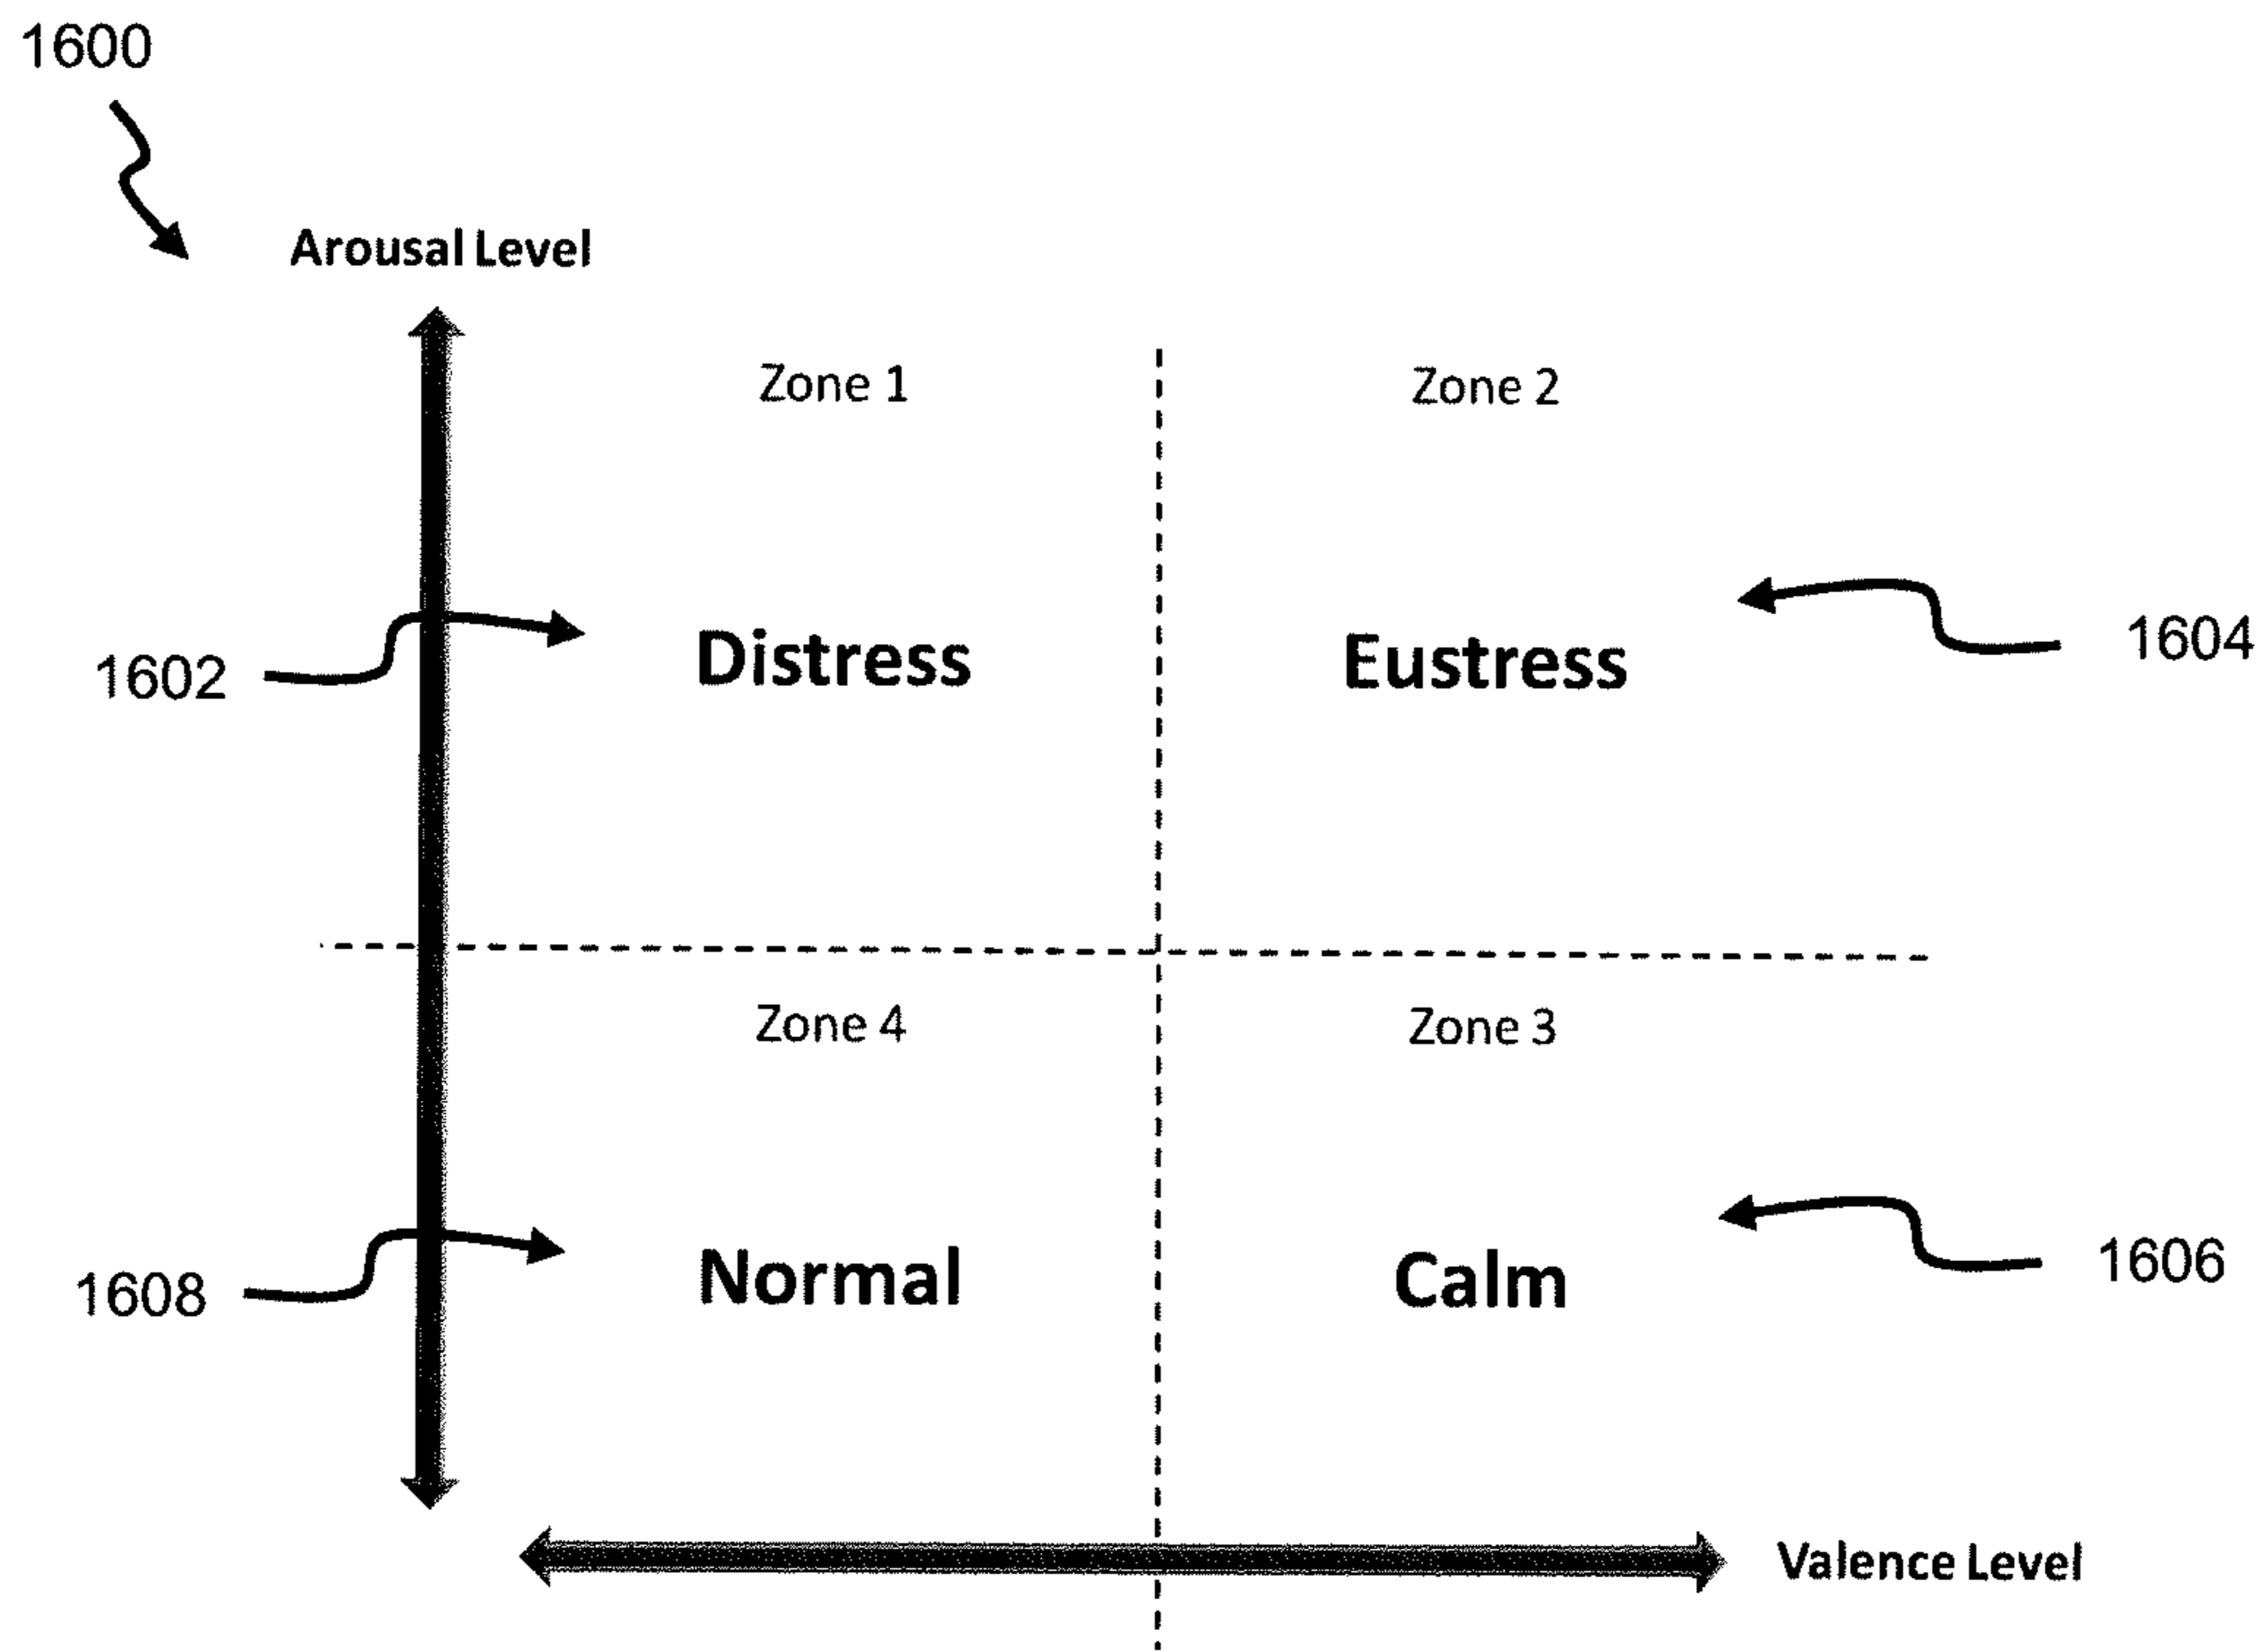 1600
Arousal Level
Zone 1
Zone 2
1602
Distress
Eustress
1604
Zone 4
Zone 3
1608
Normal
Calm
1606
Valence Level